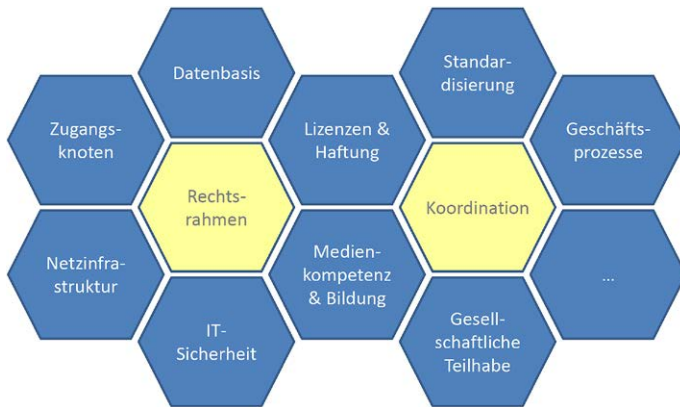 Datenbasis
Standar-
disierung
Zugangs-
knoten
Lizenzen &
Haftung
Geschäfts-
prozesse
Rechts-
rahmen
Koordination
Netzinfra-
struktur
Medien-
kompetenz
& Bildung
...
IT-
Sicherheit
Gesell-
schaftliche
Teilhabe